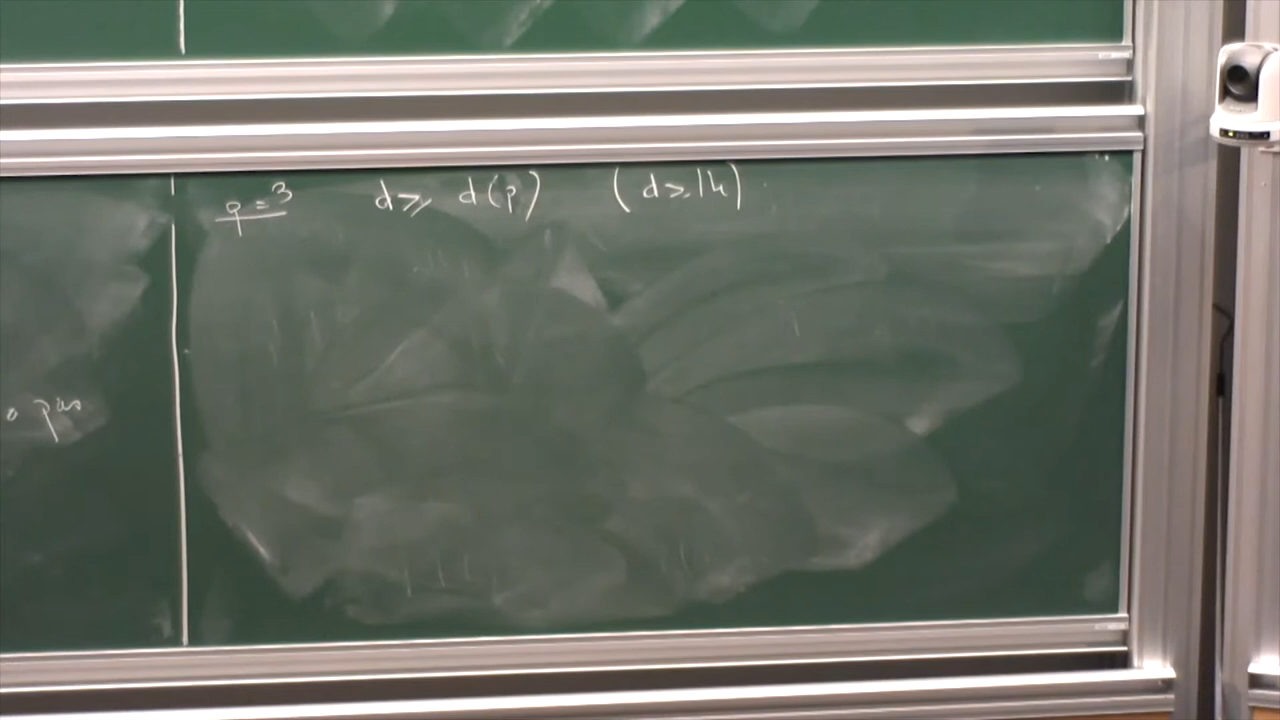 q = 3 d ⩾ d(p) (d ⩾ 14)
pas